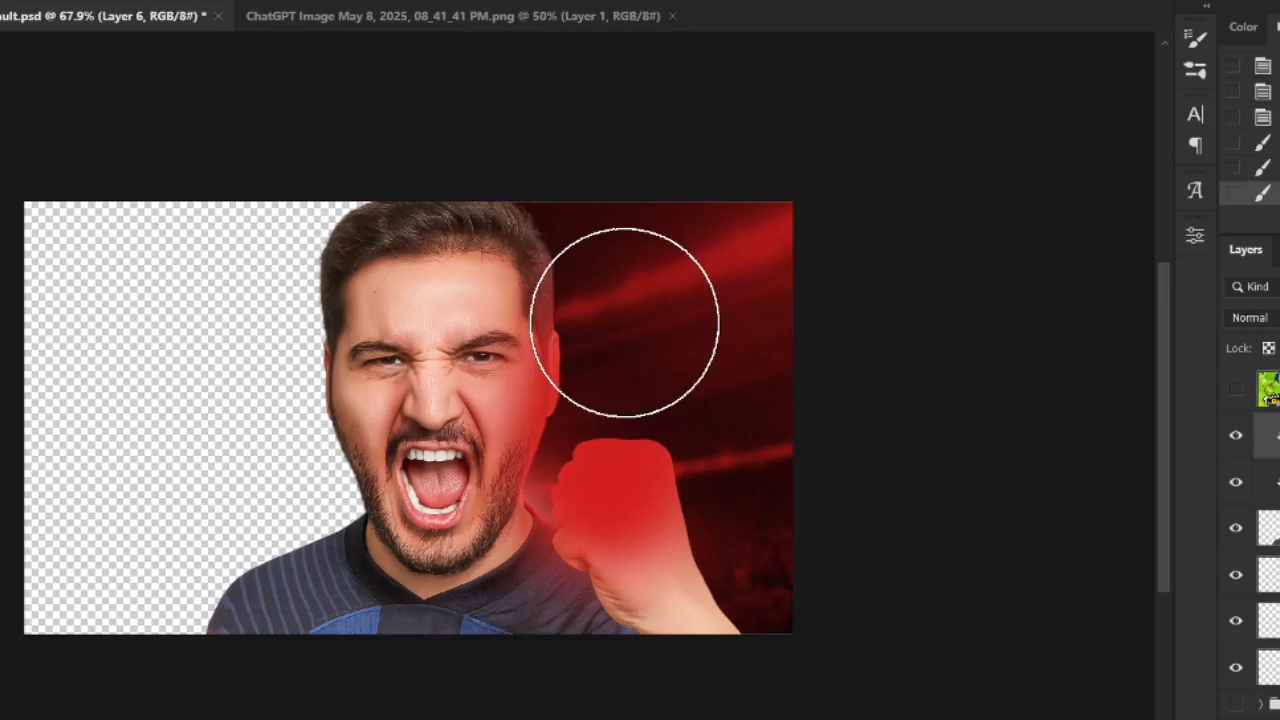 ult.psd @ 67.9% (Layer 6, RGB/8#) *
ChatGPT Image May 8, 2025, 08_41_41 PM.png @ 50% (Layer 1, RGB/8#)
Color
Layers
Kind
Normal
Lock: